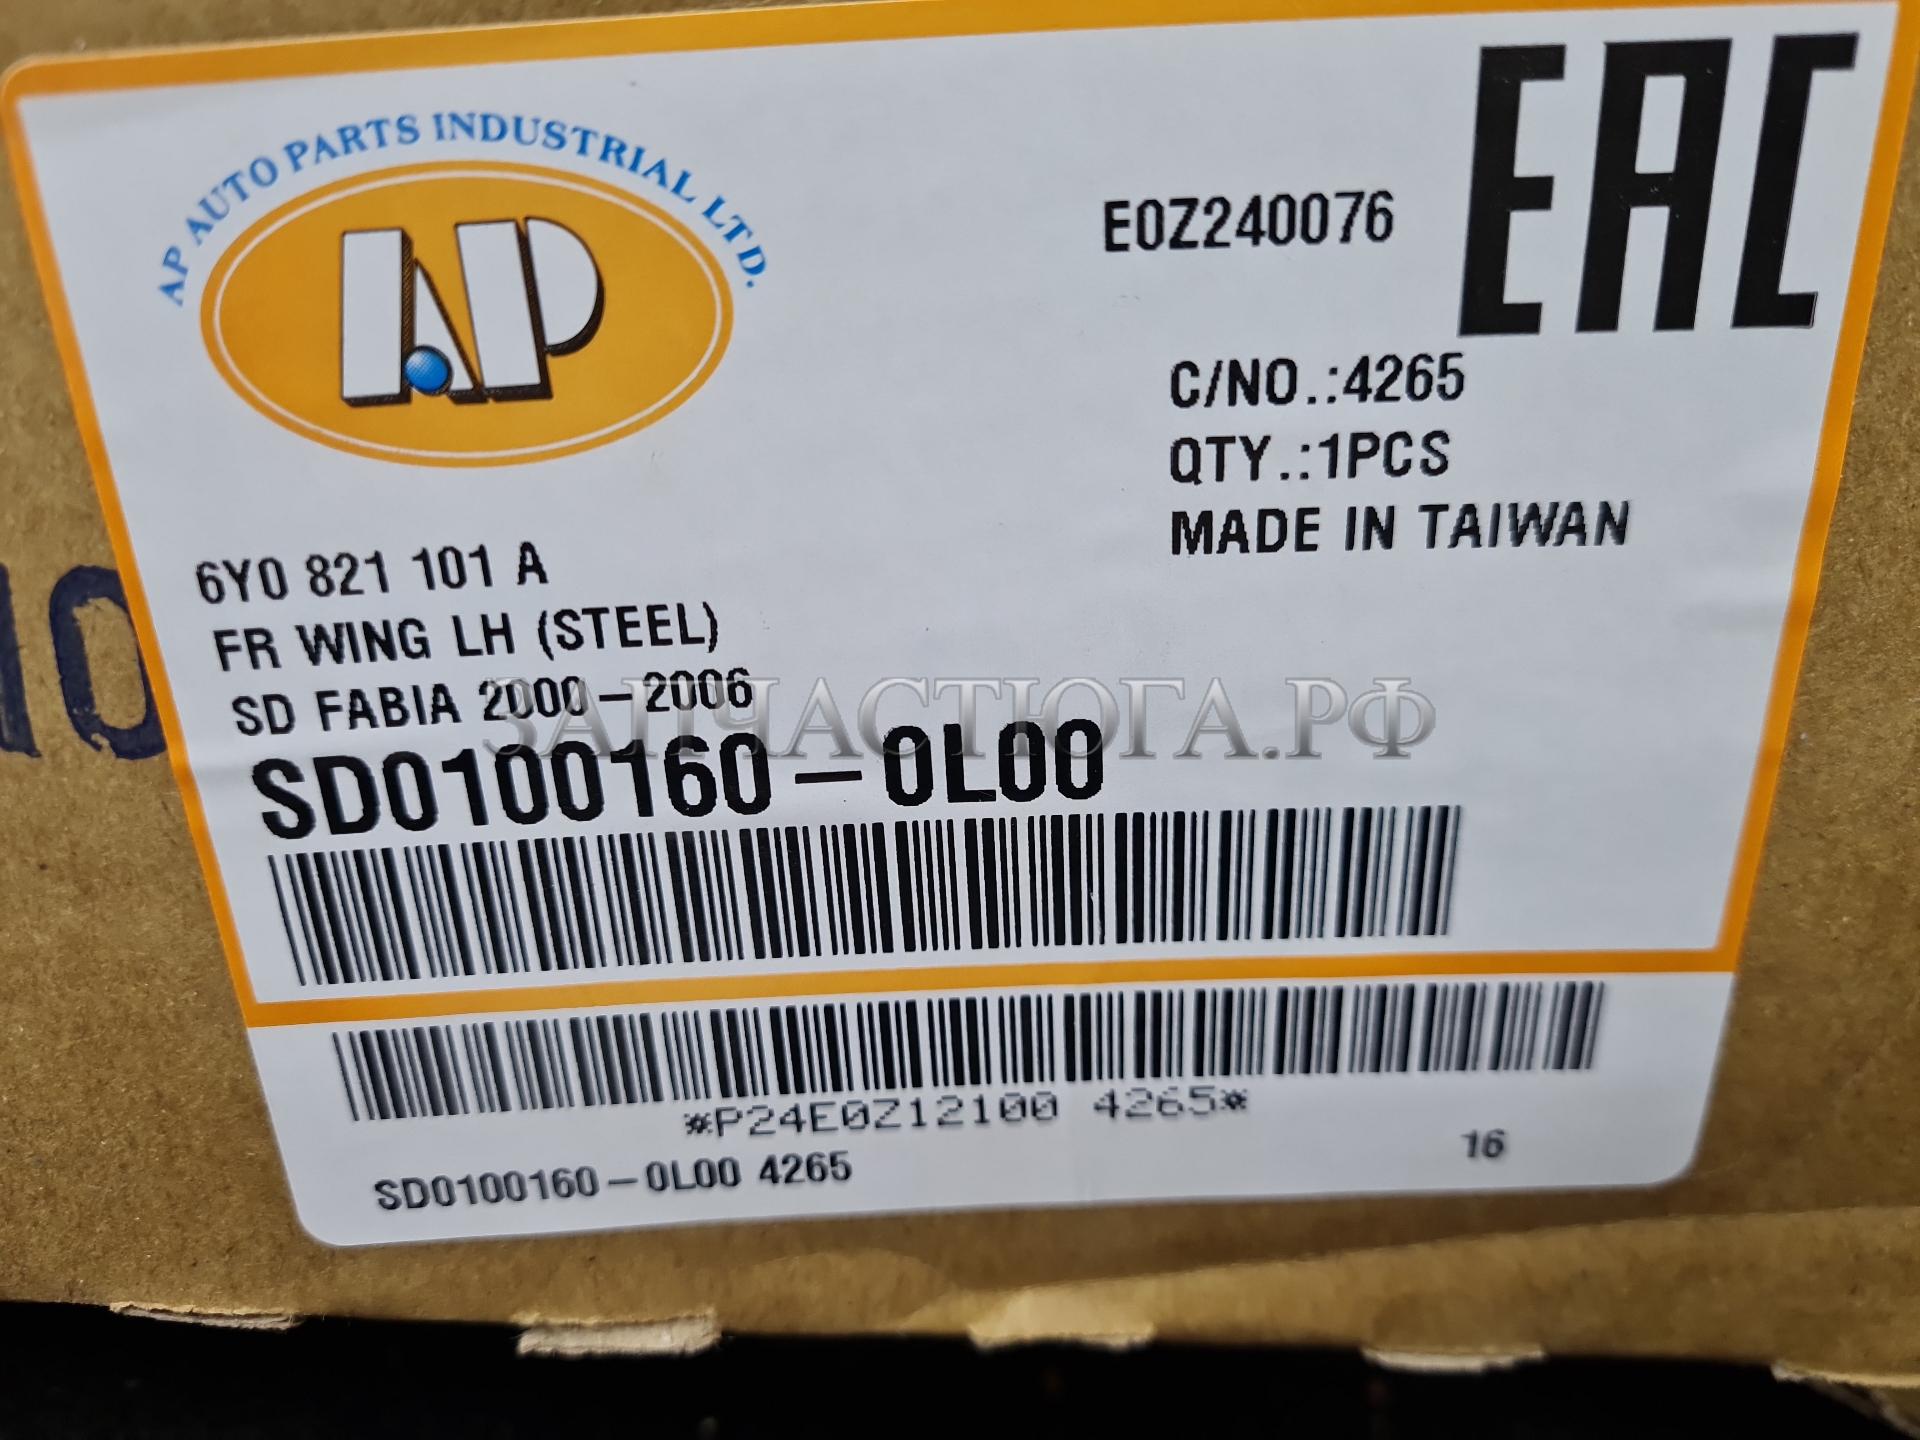 AP AUTO PARTS INDUSTRIAL LTD.
AP
EAC
E0Z240076
C/NO.:4265
QTY.:1PCS
MADE IN TAIWAN
6Y0 821 101 A
FR WING LH (STEEL)
SD FABIA 2000-2006
ЗАПЧАСТЮГА.РФ
SD0100160-0L00
*P24E0Z12100 4265*
SD0100160-0L00 4265
16